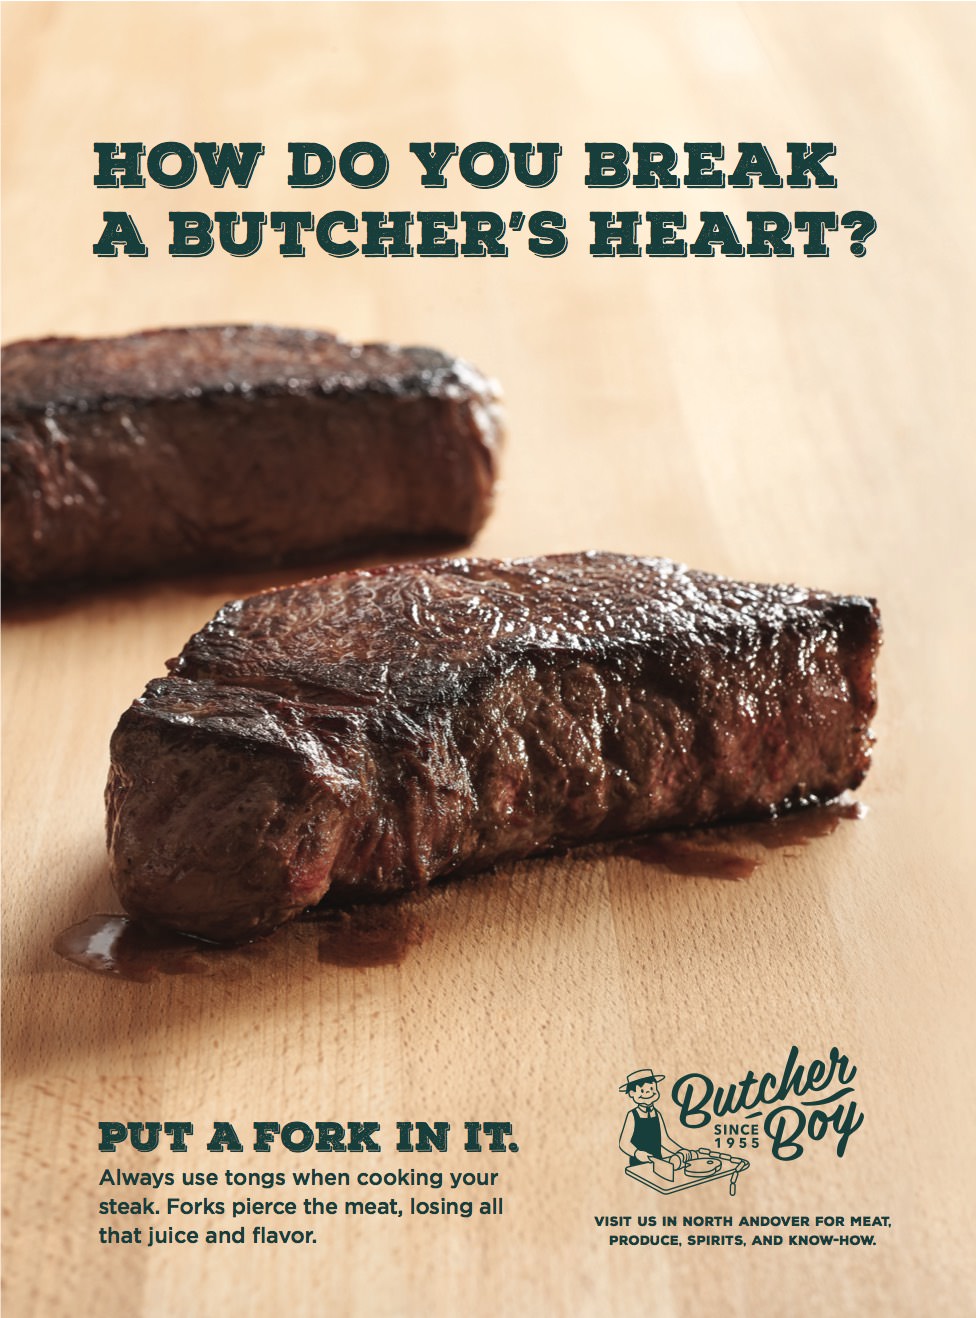 HOW DO YOU BREAK
A BUTCHER'S HEART?
PUT A FORK IN IT.
Always use tongs when cooking your
steak. Forks pierce the meat, losing all
that juice and flavor.
Butcher
Boy
SINCE
1955
VISIT US IN NORTH ANDOVER FOR MEAT,
PRODUCE, SPIRITS, AND KNOW-HOW.